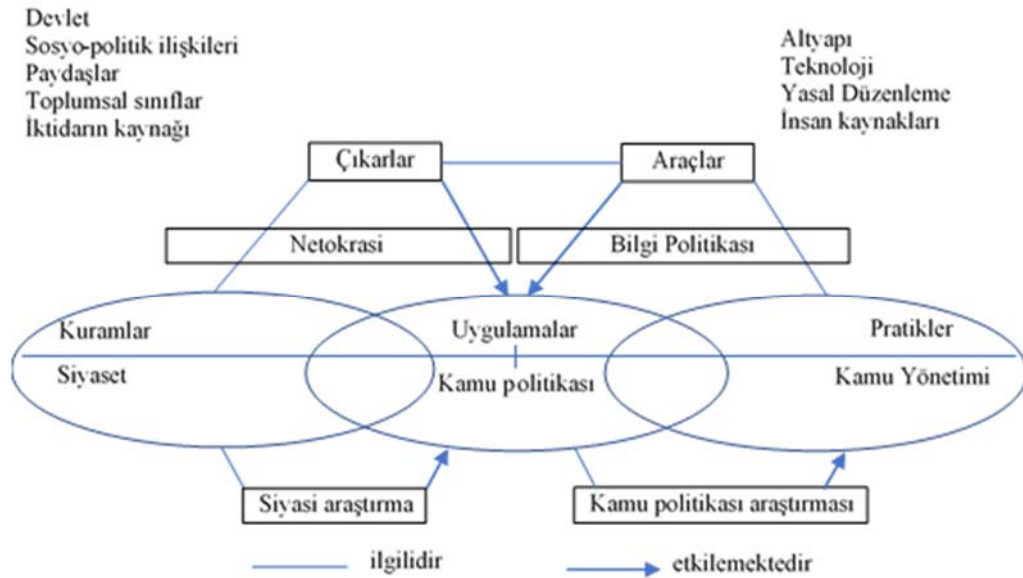 Devlet
Sosyo-politik ilişkileri
Paydaşlar
Toplumsal sınıflar
İktidarın kaynağı
Altyapı
Teknoloji
Yasal Düzenleme
İnsan kaynakları
Çıkarlar
Araçlar
Netokrasi
Bilgi Politikası
Kuramlar
Uygulamalar
Pratikler
Siyaset
Kamu politikası
Kamu Yönetimi
Siyasi araştırma
Kamu politikası araştırması
ilgilidir
etkilemektedir